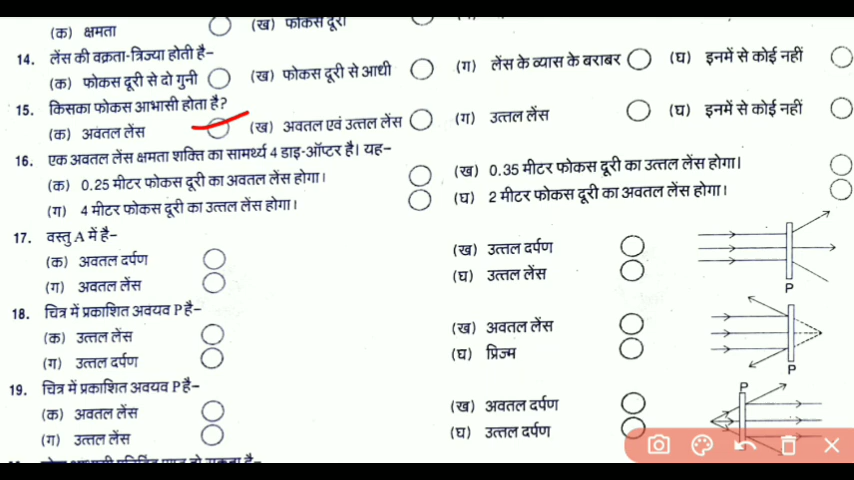 (क) क्षमता (ख) फोकस दूरी
14. लेंस की वक्रता-त्रिज्या होती है–
(क) फोकस दूरी से दो गुनी (ख) फोकस दूरी से आधी (ग) लेंस के व्यास के बराबर (घ) इनमें से कोई नहीं
15. किसका फोकस आभासी होता है?
(क) अवतल लेंस (ख) अवतल एवं उत्तल लेंस (ग) उत्तल लेंस (घ) इनमें से कोई नहीं
16. एक अवतल लेंस क्षमता शक्ति का सामर्थ्य 4 डाइ-ऑप्टर है। यह–
(क) 0.25 मीटर फोकस दूरी का अवतल लेंस होगा। (ख) 0.35 मीटर फोकस दूरी का उत्तल लेंस होगा।
(ग) 4 मीटर फोकस दूरी का उत्तल लेंस होगा। (घ) 2 मीटर फोकस दूरी का अवतल लेंस होगा।
17. वस्तु A में है–
(क) अवतल दर्पण (ख) उत्तल दर्पण
(ग) अवतल लेंस (घ) उत्तल लेंस
P
18. चित्र में प्रकाशित अवयव P है–
(क) उत्तल लेंस (ख) अवतल लेंस
(ग) उत्तल दर्पण (घ) प्रिज्म
P
19. चित्र में प्रकाशित अवयव P है–
P
(क) अवतल लेंस (ख) अवतल दर्पण
(ग) उत्तल लेंस (घ) उत्तल दर्पण